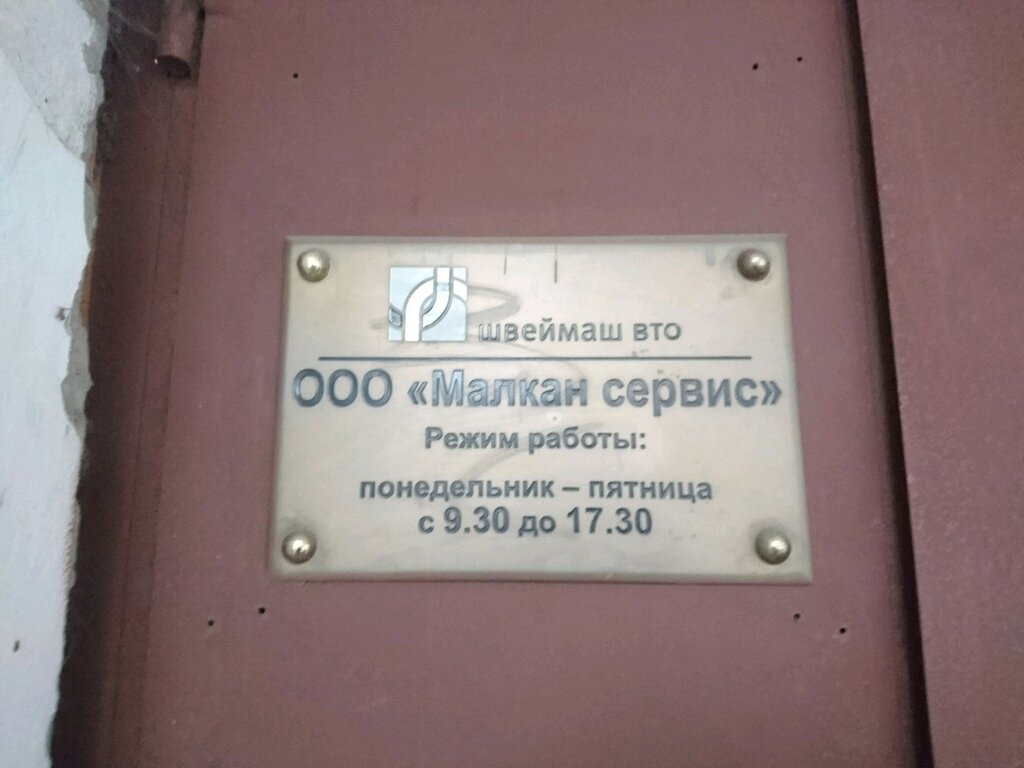 швеймаш вто
ООО «Малкан сервис»
Режим работы:
понедельник – пятница
с 9.30 до 17.30